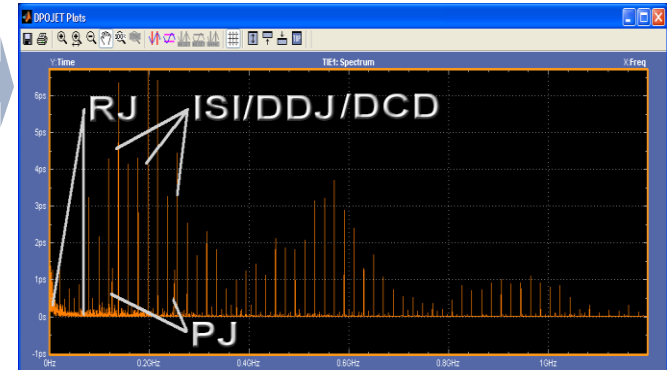 DPOJET Plots
Y:Time TIE1: Spectrum X:Freq
6ps
RJ ISI/DDJ/DCD
5ps
4ps
3ps
2ps
1ps
0s
PJ
-1ps
0Hz 0.2GHz 0.4GHz 0.6GHz 0.8GHz 1GHz